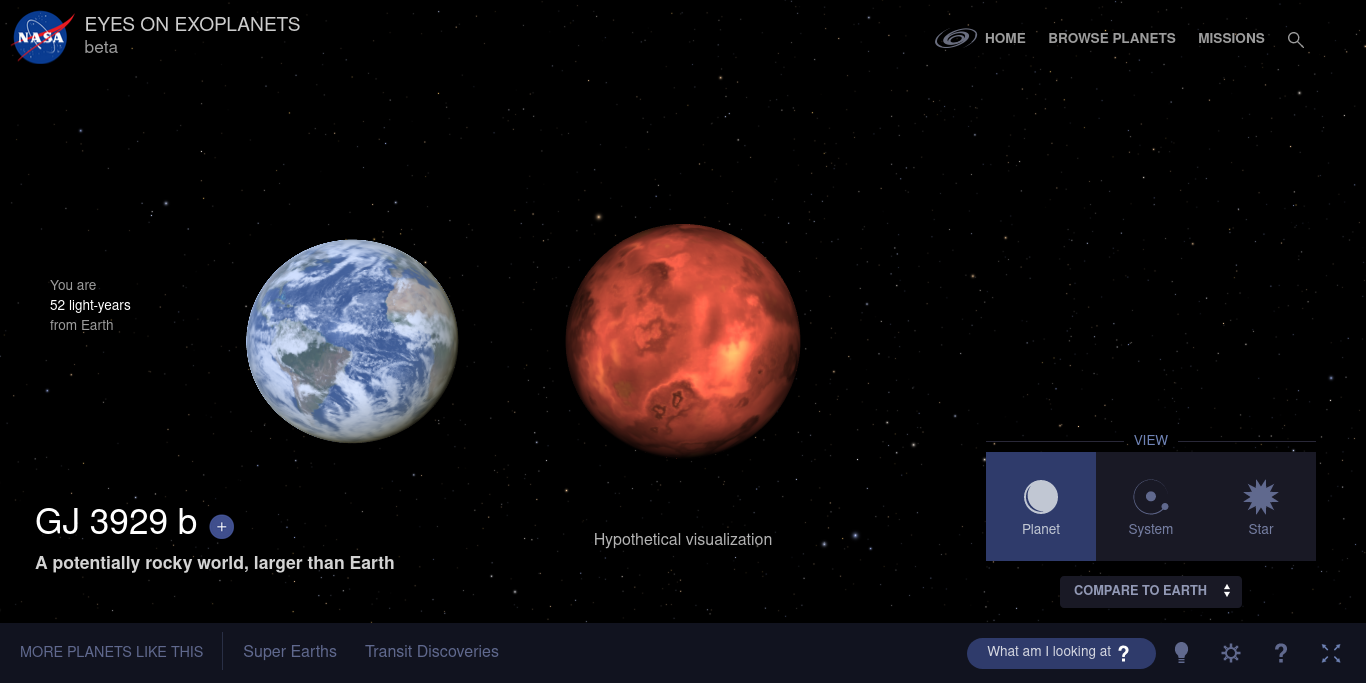 NASA
EYES ON EXOPLANETS
beta
HOME
BROWSE PLANETS
MISSIONS
You are
52 light-years
from Earth
VIEW
Planet
System
Star
GJ 3929 b +
A potentially rocky world, larger than Earth
Hypothetical visualization
COMPARE TO EARTH
MORE PLANETS LIKE THIS
Super Earths
Transit Discoveries
What am I looking at ?
?